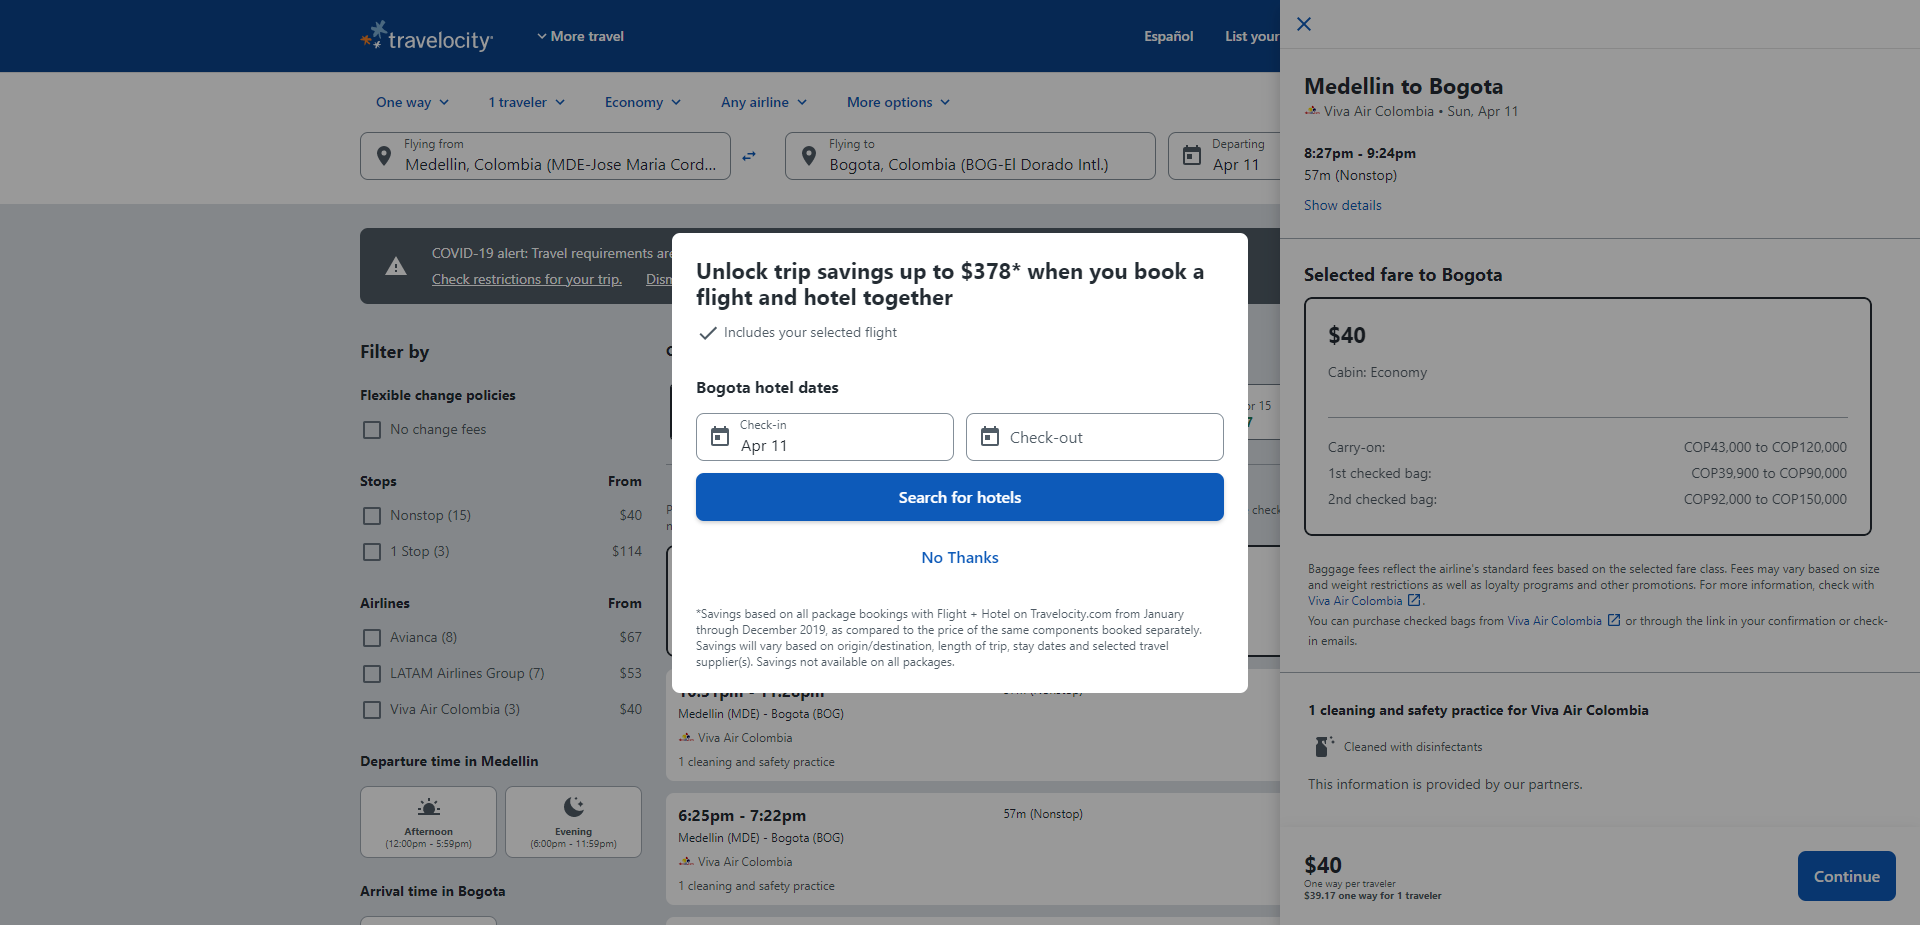 travelocity
More travel
Español
List your
One way
1 traveler
Economy
Any airline
More options
Flying from
Medellin, Colombia (MDE-Jose Maria Cord...
Flying to
Bogota, Colombia (BOG-El Dorado Intl.)
Departing
Apr 11
COVID-19 alert: Travel requirements are
Check restrictions for your trip.
Filter by
Flexible change policies
No change fees
Stops From
Nonstop (15) $40
1 Stop (3) $114
Airlines From
Avianca (8) $67
LATAM Airlines Group (7) $53
Viva Air Colombia (3) $40
Departure time in Medellin
Afternoon
(12:00pm - 5:59pm)
Evening
(6:00pm - 11:59pm)
Arrival time in Bogota
Unlock trip savings up to $378* when you book a
flight and hotel together
Includes your selected flight
Bogota hotel dates
Check-in
Apr 11
Check-out
Search for hotels
No Thanks
*Savings based on all package bookings with Flight + Hotel on Travelocity.com from January
through December 2019, as compared to the price of the same components booked separately.
Savings will vary based on origin/destination, length of trip, stay dates and selected travel
supplier(s). Savings not available on all packages.
15
check
(Nonstop)
Medellin (MDE) - Bogota (BOG)
Viva Air Colombia
1 cleaning and safety practice
6:25pm - 7:22pm
57m (Nonstop)
Medellin (MDE) - Bogota (BOG)
Viva Air Colombia
1 cleaning and safety practice
Medellin to Bogota
Viva Air Colombia • Sun, Apr 11
8:27pm - 9:24pm
57m (Nonstop)
Show details
Selected fare to Bogota
$40
Cabin: Economy
Carry-on: COP43,000 to COP120,000
1st checked bag: COP39,900 to COP90,000
2nd checked bag: COP92,000 to COP150,000
Baggage fees reflect the airline's standard fees based on the selected fare class. Fees may vary based on size
and weight restrictions as well as loyalty programs and other promotions. For more information, check with
Viva Air Colombia .
You can purchase checked bags from Viva Air Colombia or through the link in your confirmation or check-
in emails.
1 cleaning and safety practice for Viva Air Colombia
Cleaned with disinfectants
This information is provided by our partners.
$40
One way per traveler
$39.17 one way for 1 traveler
Continue